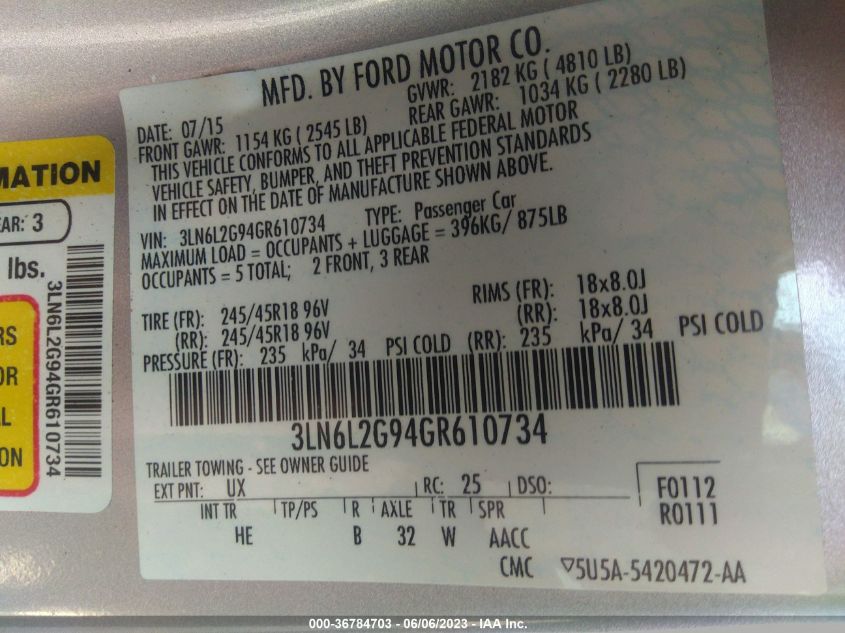 MFD. BY FORD MOTOR CO.
DATE: 07/15 GVWR: 2182 KG ( 4810 LB)
FRONT GAWR: 1154 KG ( 2545 LB) REAR GAWR: 1034 KG ( 2280 LB)
THIS VEHICLE CONFORMS TO ALL APPLICABLE FEDERAL MOTOR
VEHICLE SAFETY, BUMPER, AND THEFT PREVENTION STANDARDS
IN EFFECT ON THE DATE OF MANUFACTURE SHOWN ABOVE.
VIN: 3LN6L2G94GR610734 TYPE: Passenger Car
MAXIMUM LOAD = OCCUPANTS + LUGGAGE = 396KG/ 875LB
OCCUPANTS = 5 TOTAL; 2 FRONT, 3 REAR
TIRE (FR): 245/45R18 96V RIMS (FR): 18x8.0J
(RR): 245/45R18 96V (RR): 18x8.0J
PRESSURE (FR): 235 kPa/ 34 PSI COLD (RR): 235 kPa/ 34 PSI COLD
3LN6L2G94GR610734
TRAILER TOWING - SEE OWNER GUIDE
EXT PNT: UX RC: 25 DSO: F0112
INT TR TP/PS R AXLE TR SPR R0111
HE B 32 W AACC
CMC 5U5A-5420472-AA
MATION
EAR: 3
lbs.
3LN6L2G94GR610734
RS
OR
L
ON
000-36784703 - 06/06/2023 - IAA Inc.